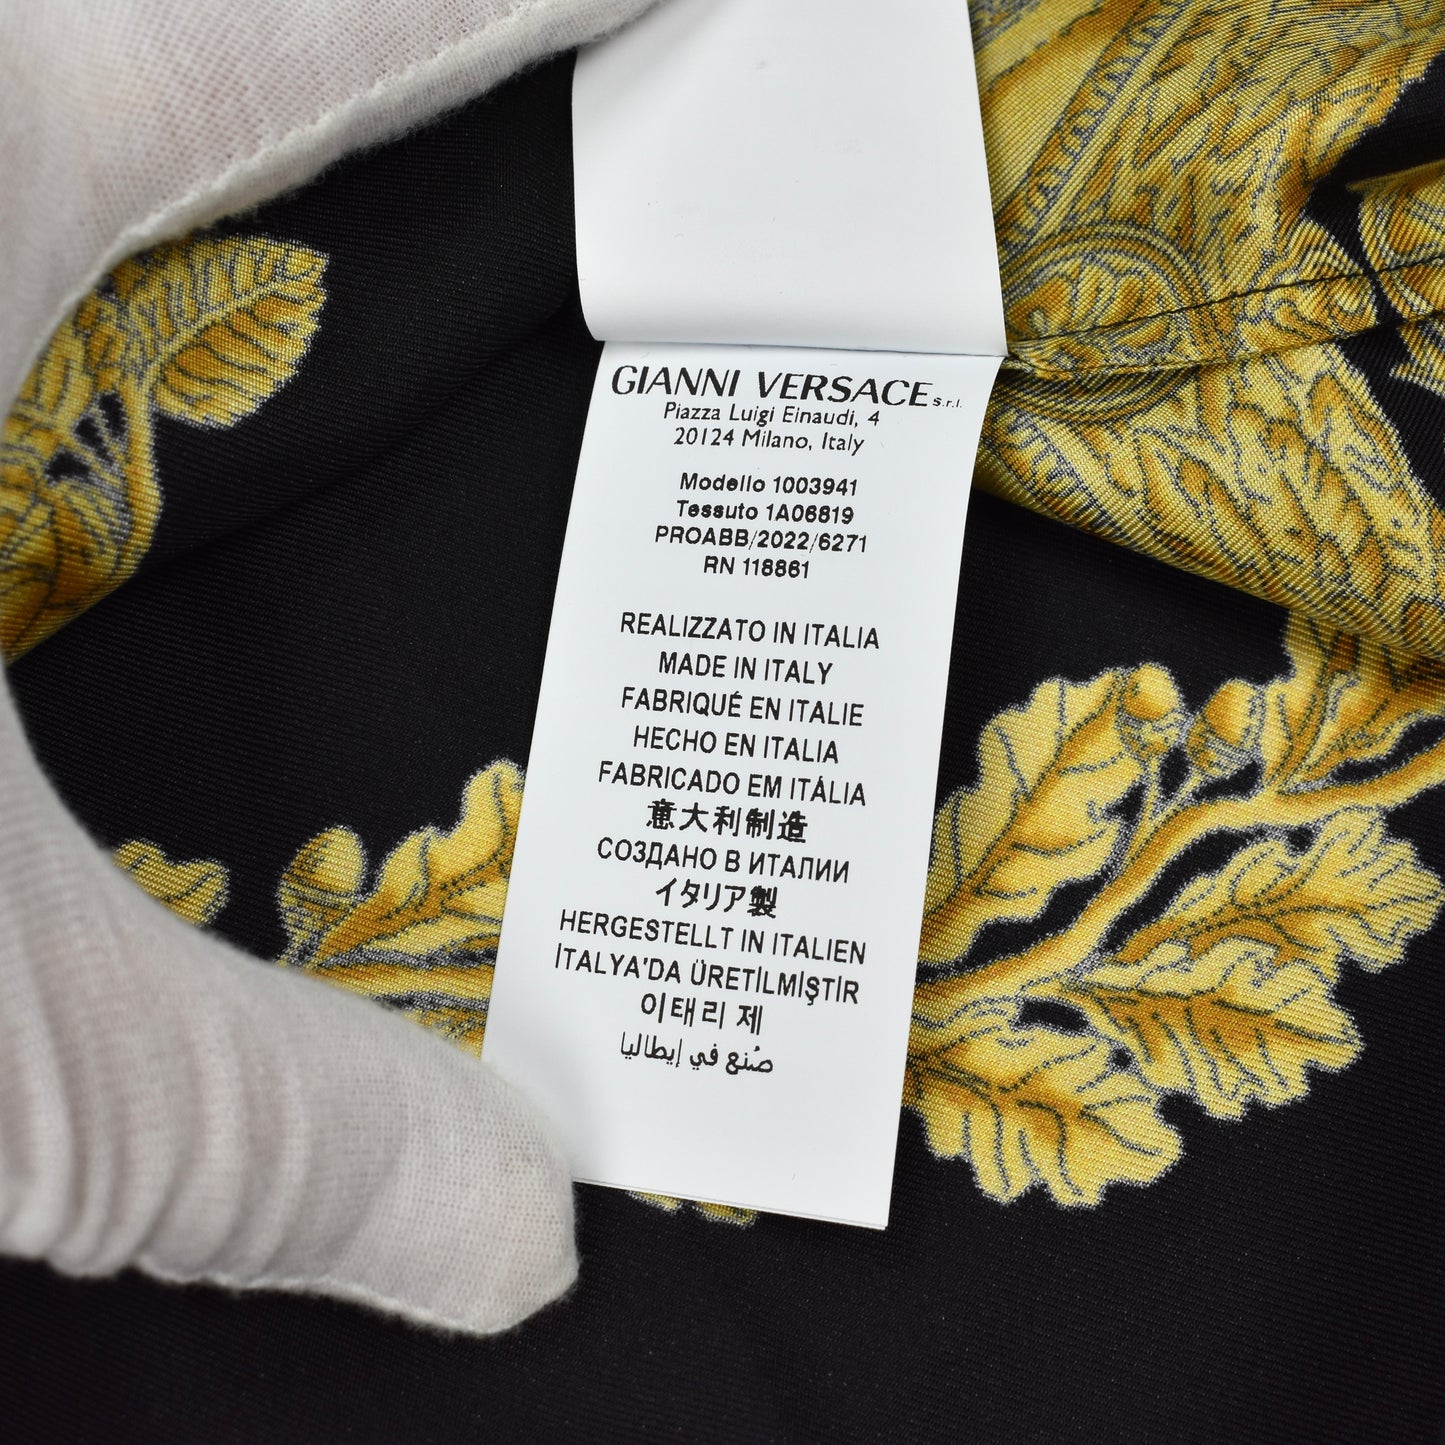 GIANNI VERSACE s.r.l.
Piazza Luigi Einaudi, 4
20124 Milano, Italy
Modello 1003941
Tessuto 1A06819
PROABB/2022/6271
RN 118861
REALIZZATO IN ITALIA
MADE IN ITALY
FABRIQUÉ EN ITALIE
HECHO EN ITALIA
FABRICADO EM ITÁLIA
意大利制造
СОЗДАНО В ИТАЛИИ
イタリア製
HERGESTELLT IN ITALIEN
İTALYA'DA ÜRETİLMİŞTİR
이태리 제
صُنع في إيطاليا